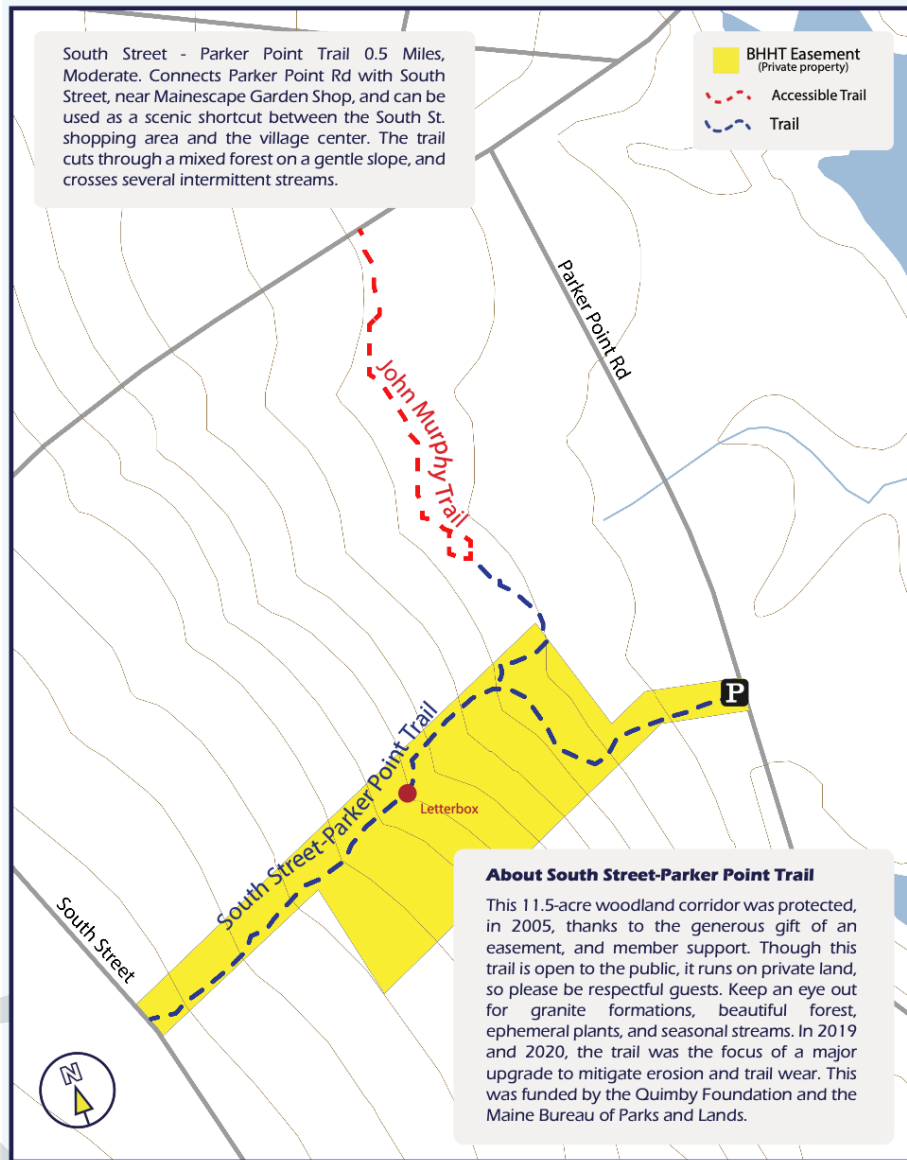 South Street - Parker Point Trail 0.5 Miles,
Moderate. Connects Parker Point Rd with South
Street, near Mainescape Garden Shop, and can be
used as a scenic shortcut between the South St.
shopping area and the village center. The trail
cuts through a mixed forest on a gentle slope, and
crosses several intermittent streams.
BHHT Easement
(Private property)
Accessible Trail
Trail
Parker Point Rd
John Murphy Trail
P
South Street-Parker Point Trail
Letterbox
South Street
About South Street-Parker Point Trail
This 11.5-acre woodland corridor was protected,
in 2005, thanks to the generous gift of an
easement, and member support. Though this
trail is open to the public, it runs on private land,
so please be respectful guests. Keep an eye out
for granite formations, beautiful forest,
ephemeral plants, and seasonal streams. In 2019
and 2020, the trail was the focus of a major
upgrade to mitigate erosion and trail wear. This
was funded by the Quimby Foundation and the
Maine Bureau of Parks and Lands.
N